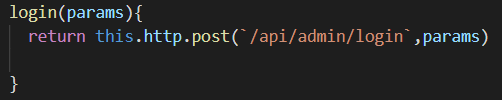 login(params){
return this.http.post(`/api/admin/login`,params)
}